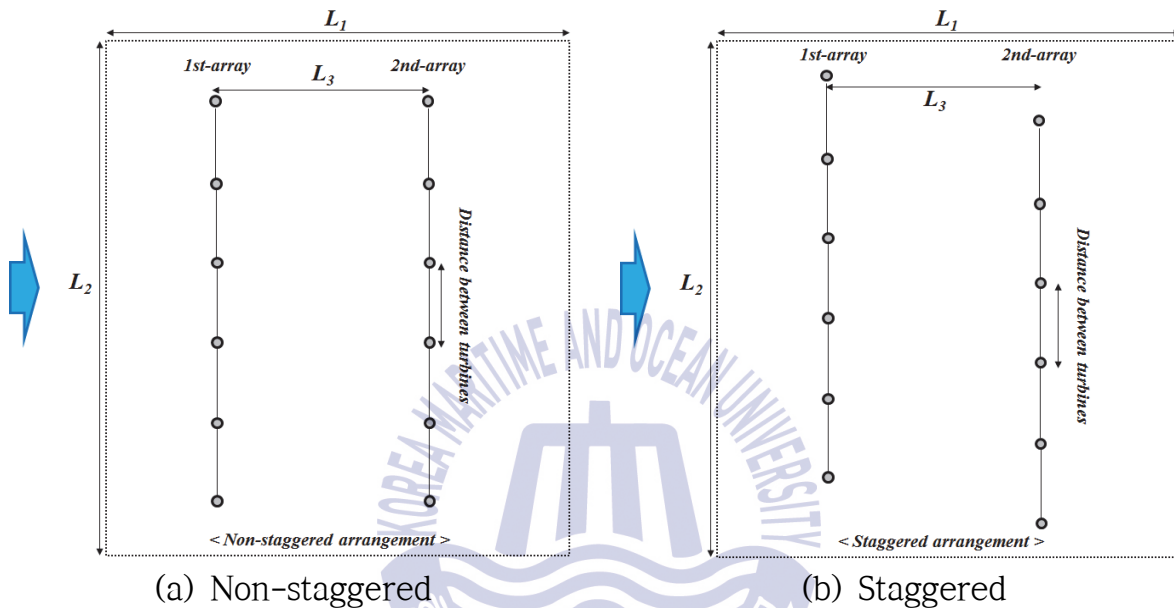 L1
1st-array
2nd-array
L3
L2
Distance between turbines
< Non-staggered arrangement >
(a) Non-staggered
L1
1st-array
2nd-array
L3
L2
Distance between turbines
< Staggered arrangement >
(b) Staggered
KOREA MARITIME AND OCEAN UNIVERSITY